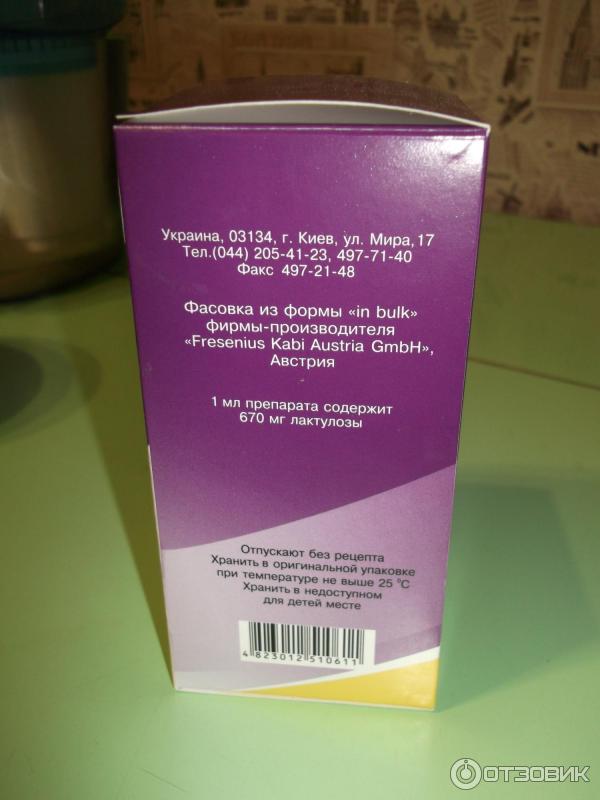 Украина, 03134, г. Киев, ул. Мира,17
Тел.(044) 205-41-23, 497-71-40
Факс 497-21-48
Фасовка из формы «in bulk»
фирмы-производителя
«Fresenius Kabi Austria GmbH»,
Австрия
1 мл препарата содержит
670 мг лактулозы
Отпускают без рецепта
Хранить в оригинальной упаковке
при температуре не выше 25 °С
Хранить в недоступном
для детей месте
4 823012 510611
ОТЗОВИК